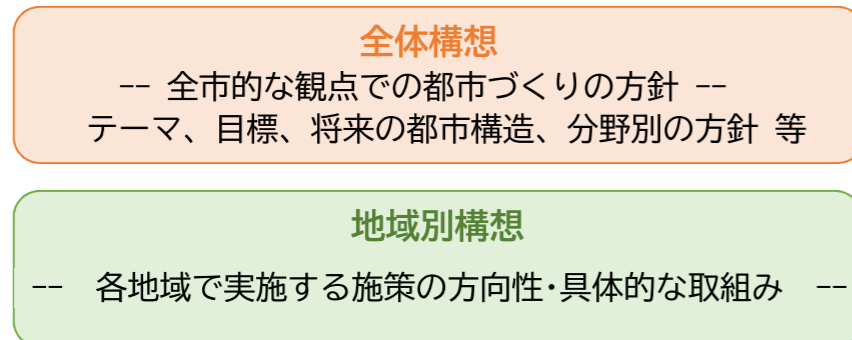 全体構想
-- 全市的な観点での都市づくりの方針 --
テーマ、目標、将来の都市構造、分野別の方針 等
地域別構想
-- 各地域で実施する施策の方向性・具体的な取組み --